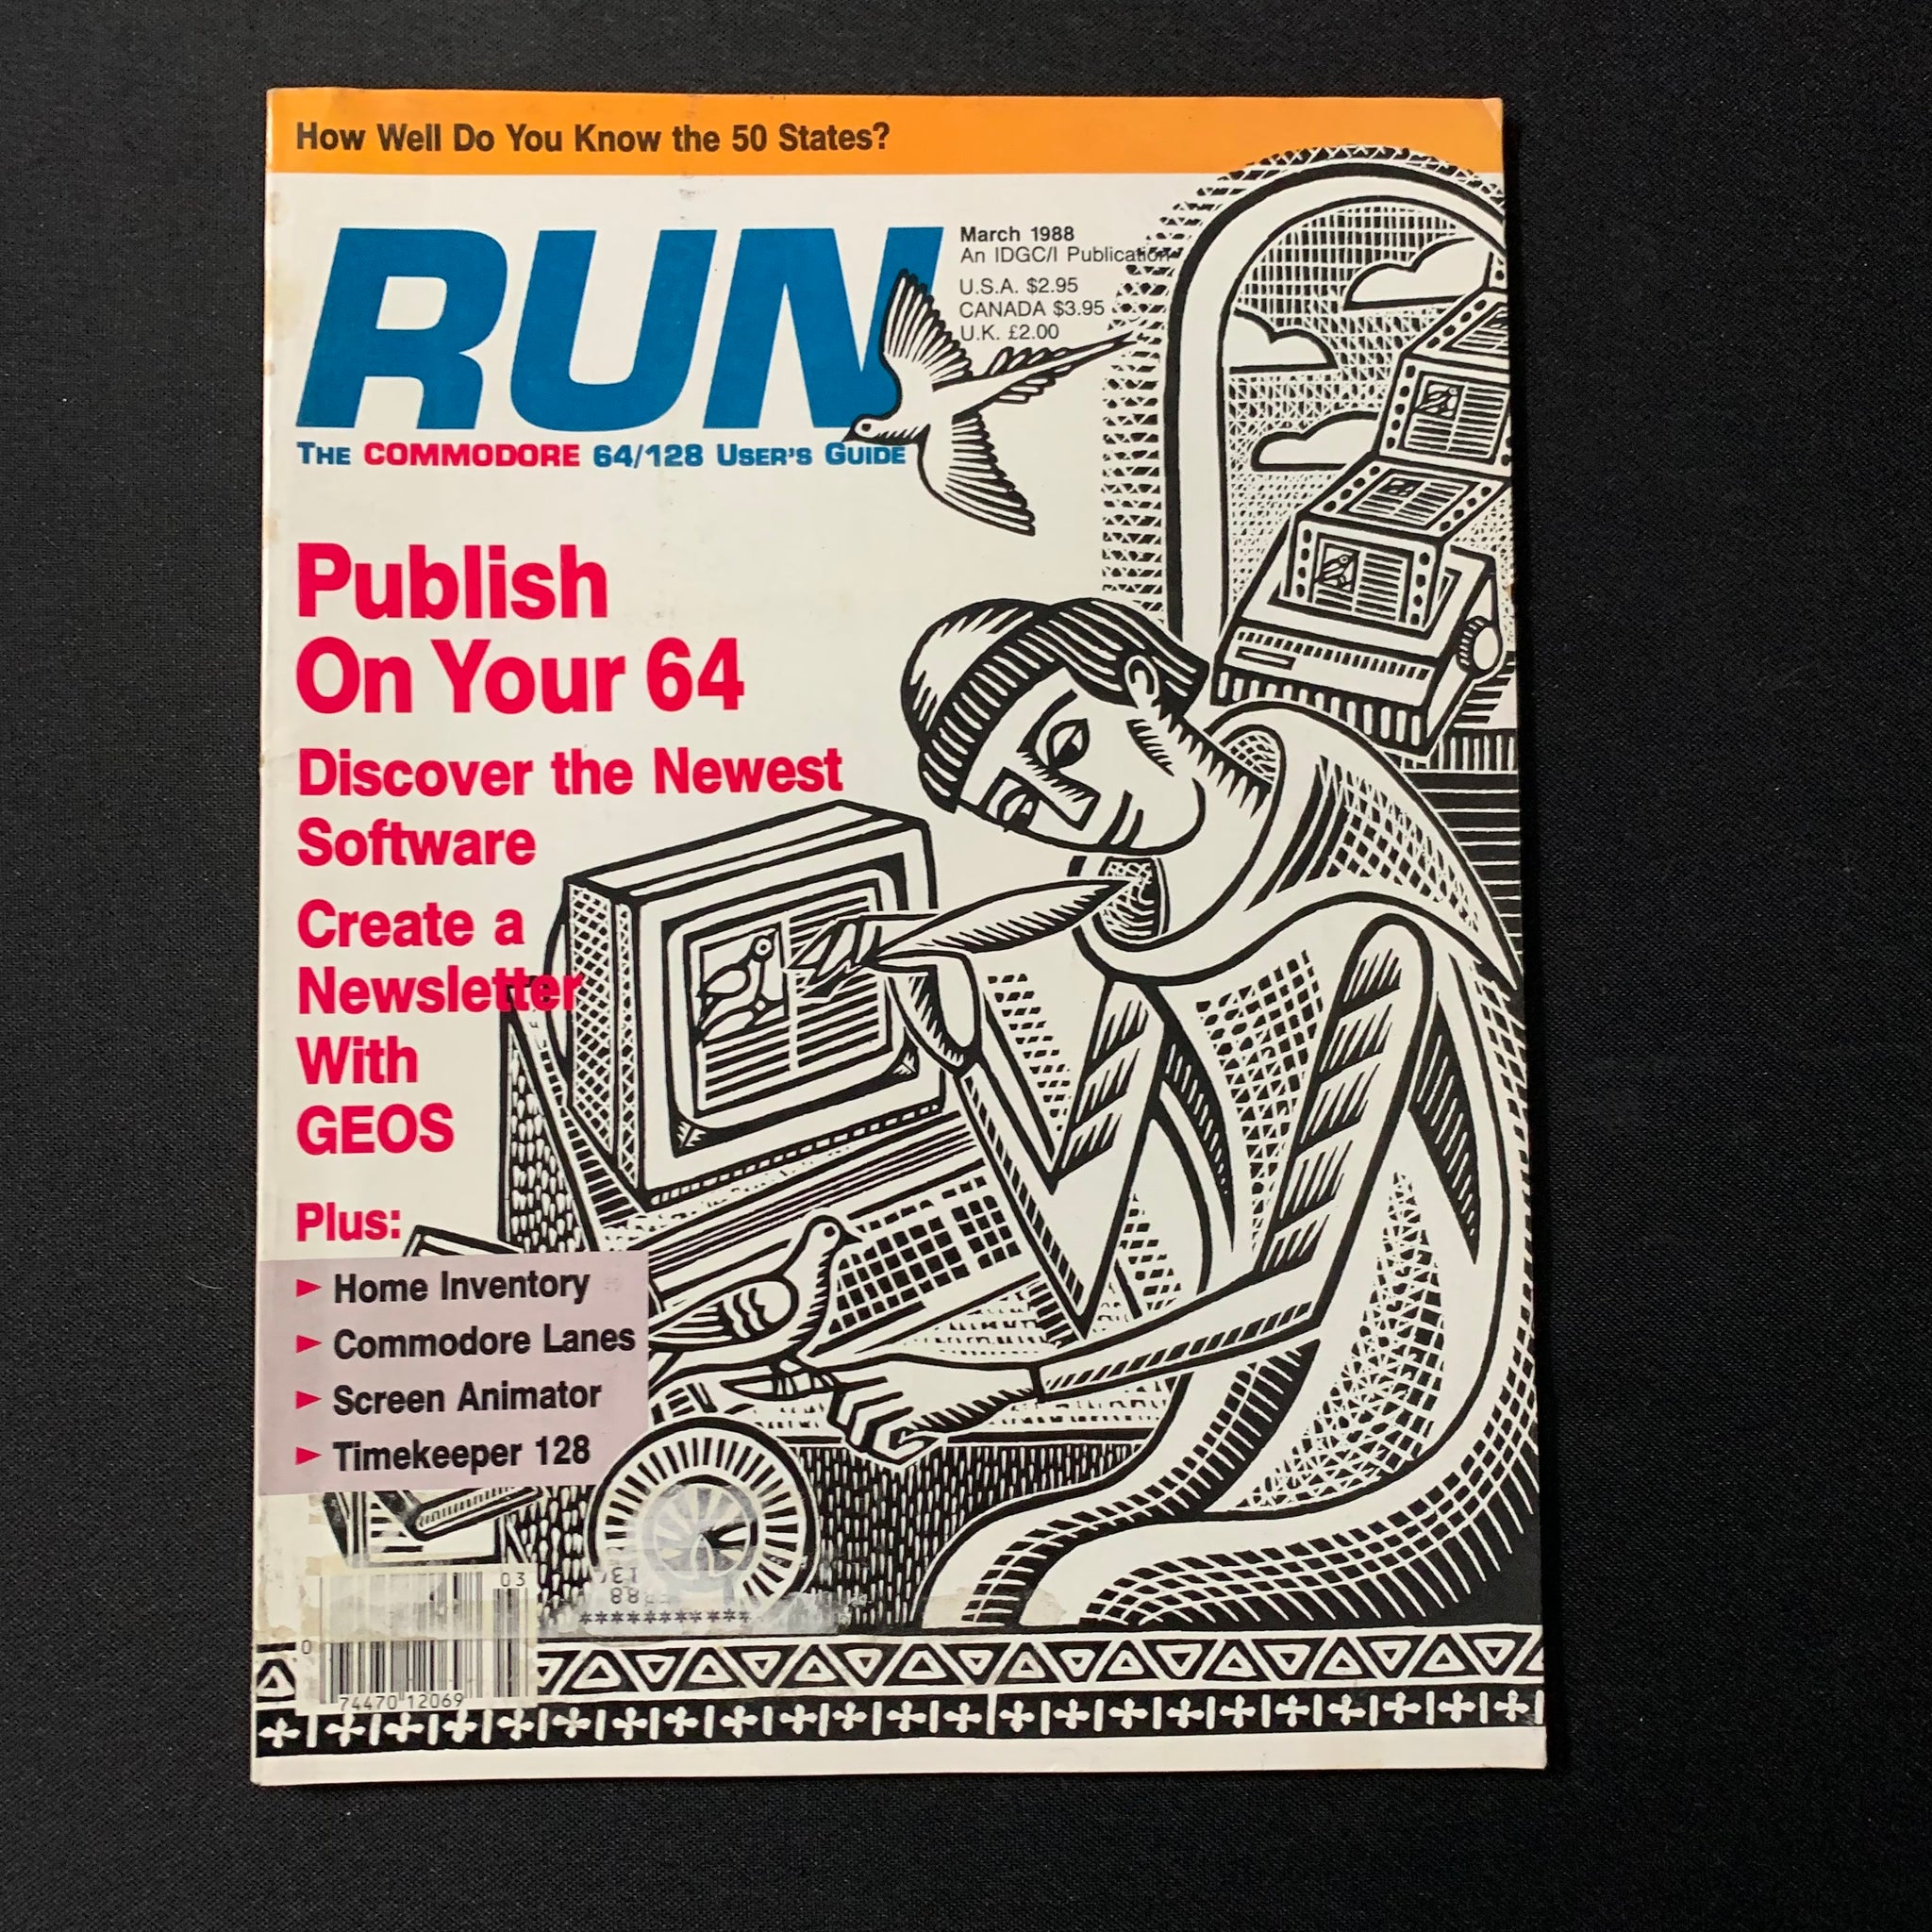 How Well Do You Know the 50 States?
RUN
March 1988
An IDGC/I Publication
U.S.A. $2.95
CANADA $3.95
U.K. £2.00
THE COMMODORE 64/128 USER'S GUIDE
Publish
On Your 64
Discover the Newest
Software
Create a
Newsletter
With
GEOS
Plus:
► Home Inventory
► Commodore Lanes
► Screen Animator
► Timekeeper 128
03
0
74470 12069